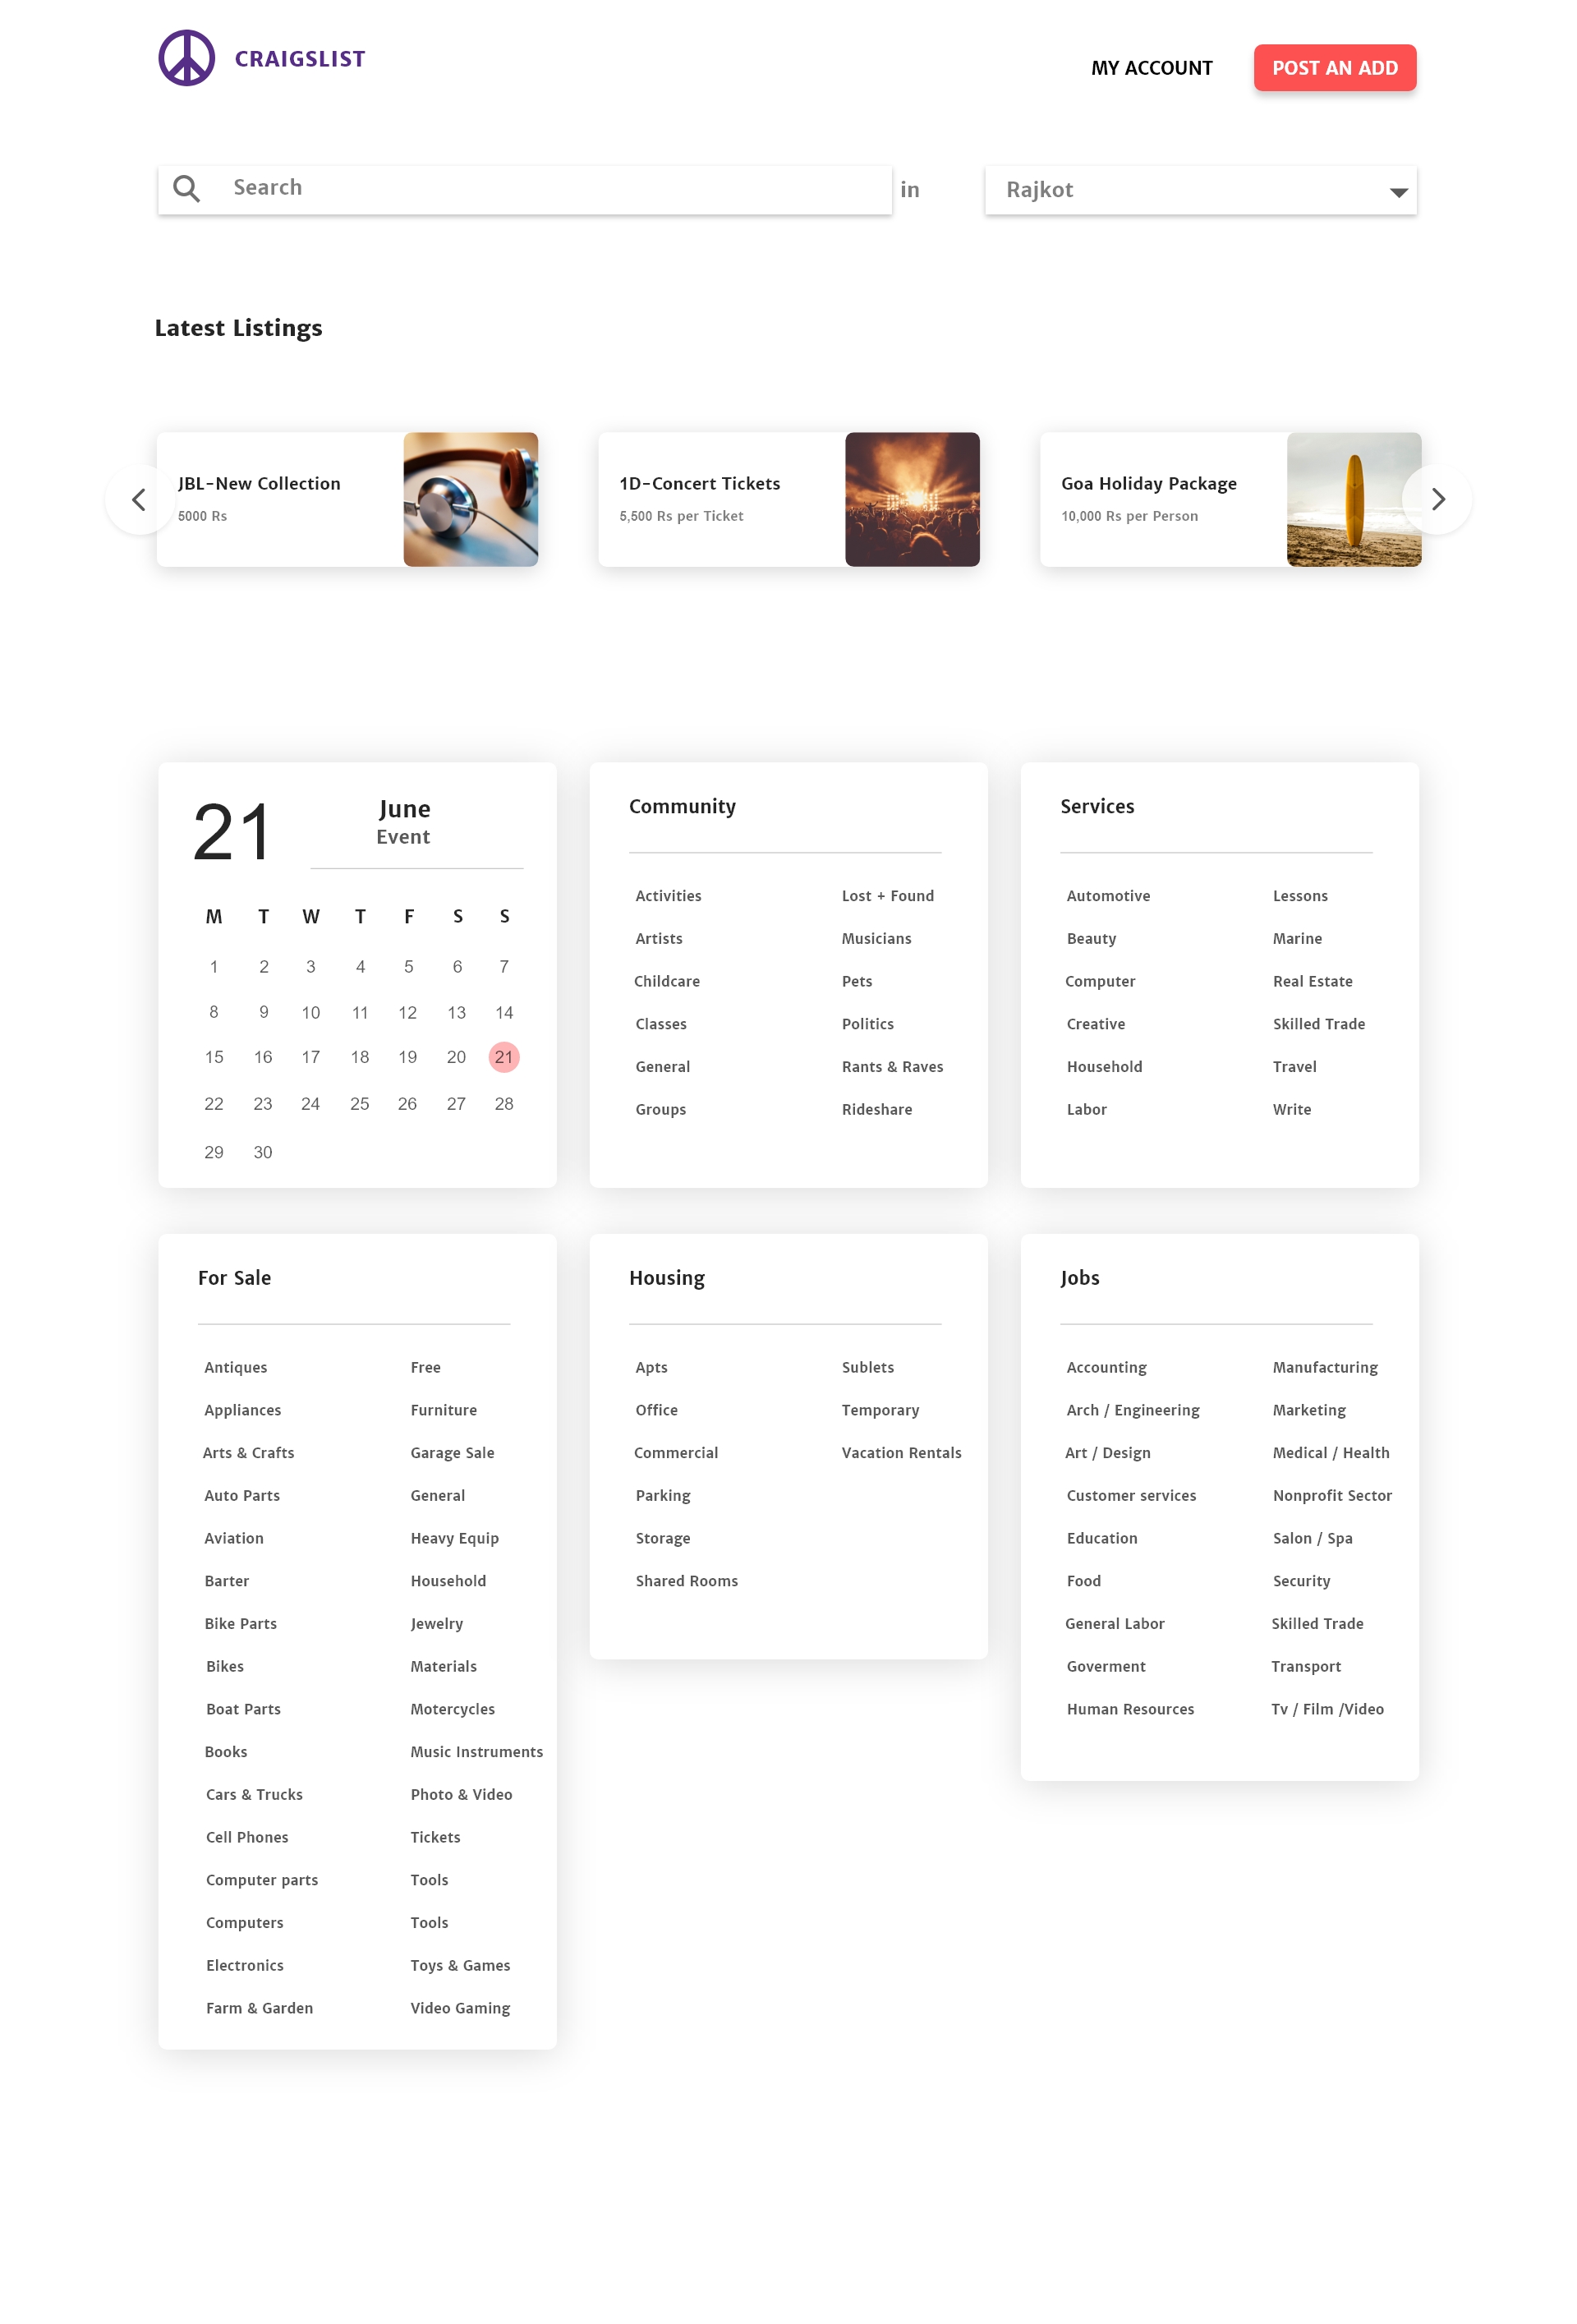 CRAIGSLIST
MY ACCOUNT
POST AN ADD
Search
in
Rajkot
Latest Listings
JBL-New Collection
5000 Rs
1D-Concert Tickets
5,500 Rs per Ticket
Goa Holiday Package
10,000 Rs per Person
21
June
Event
M T W T F S S
1 2 3 4 5 6 7
8 9 10 11 12 13 14
15 16 17 18 19 20 21
22 23 24 25 26 27 28
29 30
Community
Activities
Artists
Childcare
Classes
General
Groups
Lost + Found
Musicians
Pets
Politics
Rants & Raves
Rideshare
Services
Automotive
Beauty
Computer
Creative
Household
Labor
Lessons
Marine
Real Estate
Skilled Trade
Travel
Write
For Sale
Antiques
Appliances
Arts & Crafts
Auto Parts
Aviation
Barter
Bike Parts
Bikes
Boat Parts
Books
Cars & Trucks
Cell Phones
Computer parts
Computers
Electronics
Farm & Garden
Free
Furniture
Garage Sale
General
Heavy Equip
Household
Jewelry
Materials
Motercycles
Music Instruments
Photo & Video
Tickets
Tools
Tools
Toys & Games
Video Gaming
Housing
Apts
Office
Commercial
Parking
Storage
Shared Rooms
Sublets
Temporary
Vacation Rentals
Jobs
Accounting
Arch / Engineering
Art / Design
Customer services
Education
Food
General Labor
Goverment
Human Resources
Manufacturing
Marketing
Medical / Health
Nonprofit Sector
Salon / Spa
Security
Skilled Trade
Transport
Tv / Film /Video